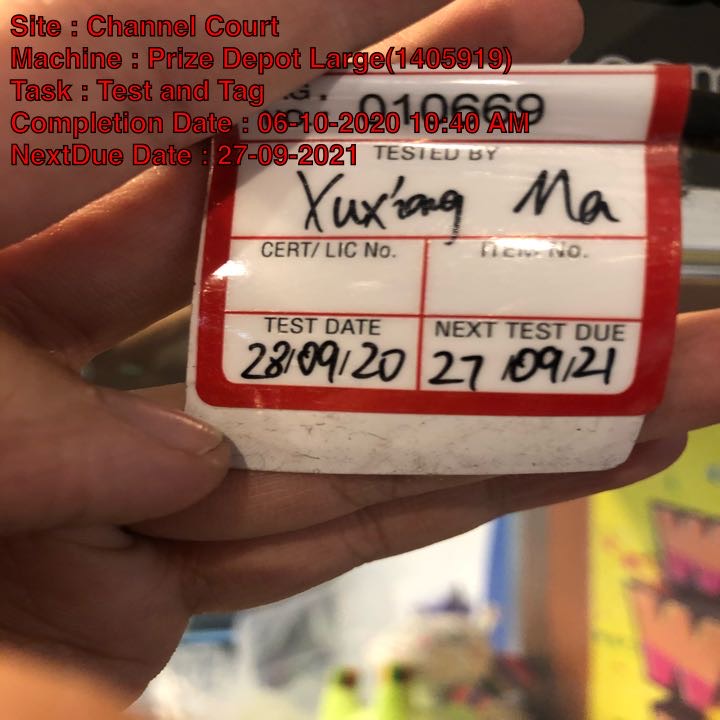 Site : Channel Court
Machine : Prize Depot Large(1405919)
Task : Test and Tag
Completion Date : 06-10-2020 10:40 AM
NextDue Date : 27-09-2021
010669
TESTED BY
Yuxiang Ma
CERT/ LIC No. ITEM No.
TEST DATE NEXT TEST DUE
28/09/20 27/09/21